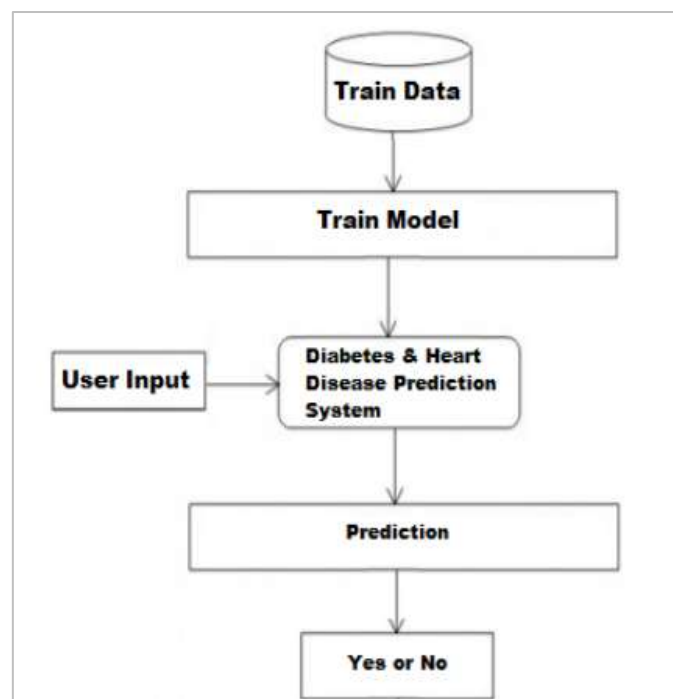 Train Data
Train Model
User Input
Diabetes & Heart
Disease Prediction
System
Prediction
Yes or No